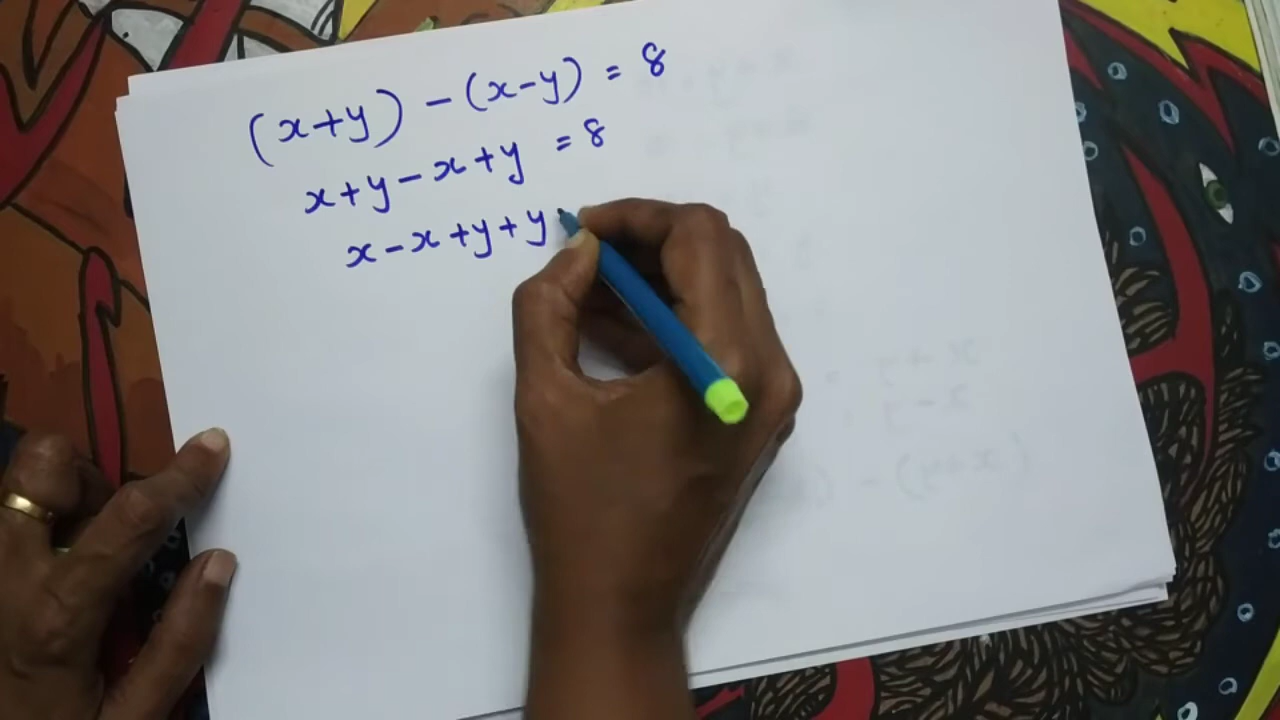 (x+y) - (x-y) = 8
x+y-x+y = 8
x-x+y+y